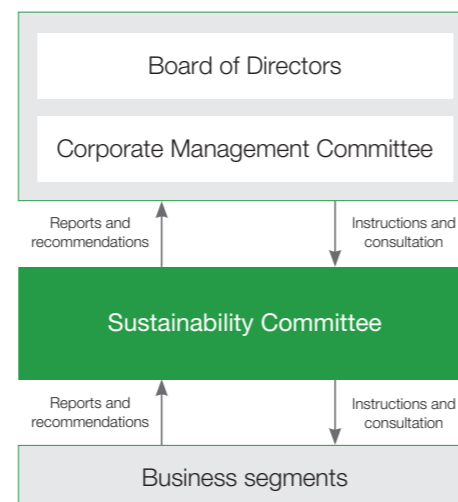 Board of Directors
Corporate Management Committee
Reports and
recommendations
Instructions and
consultation
Sustainability Committee
Reports and
recommendations
Instructions and
consultation
Business segments